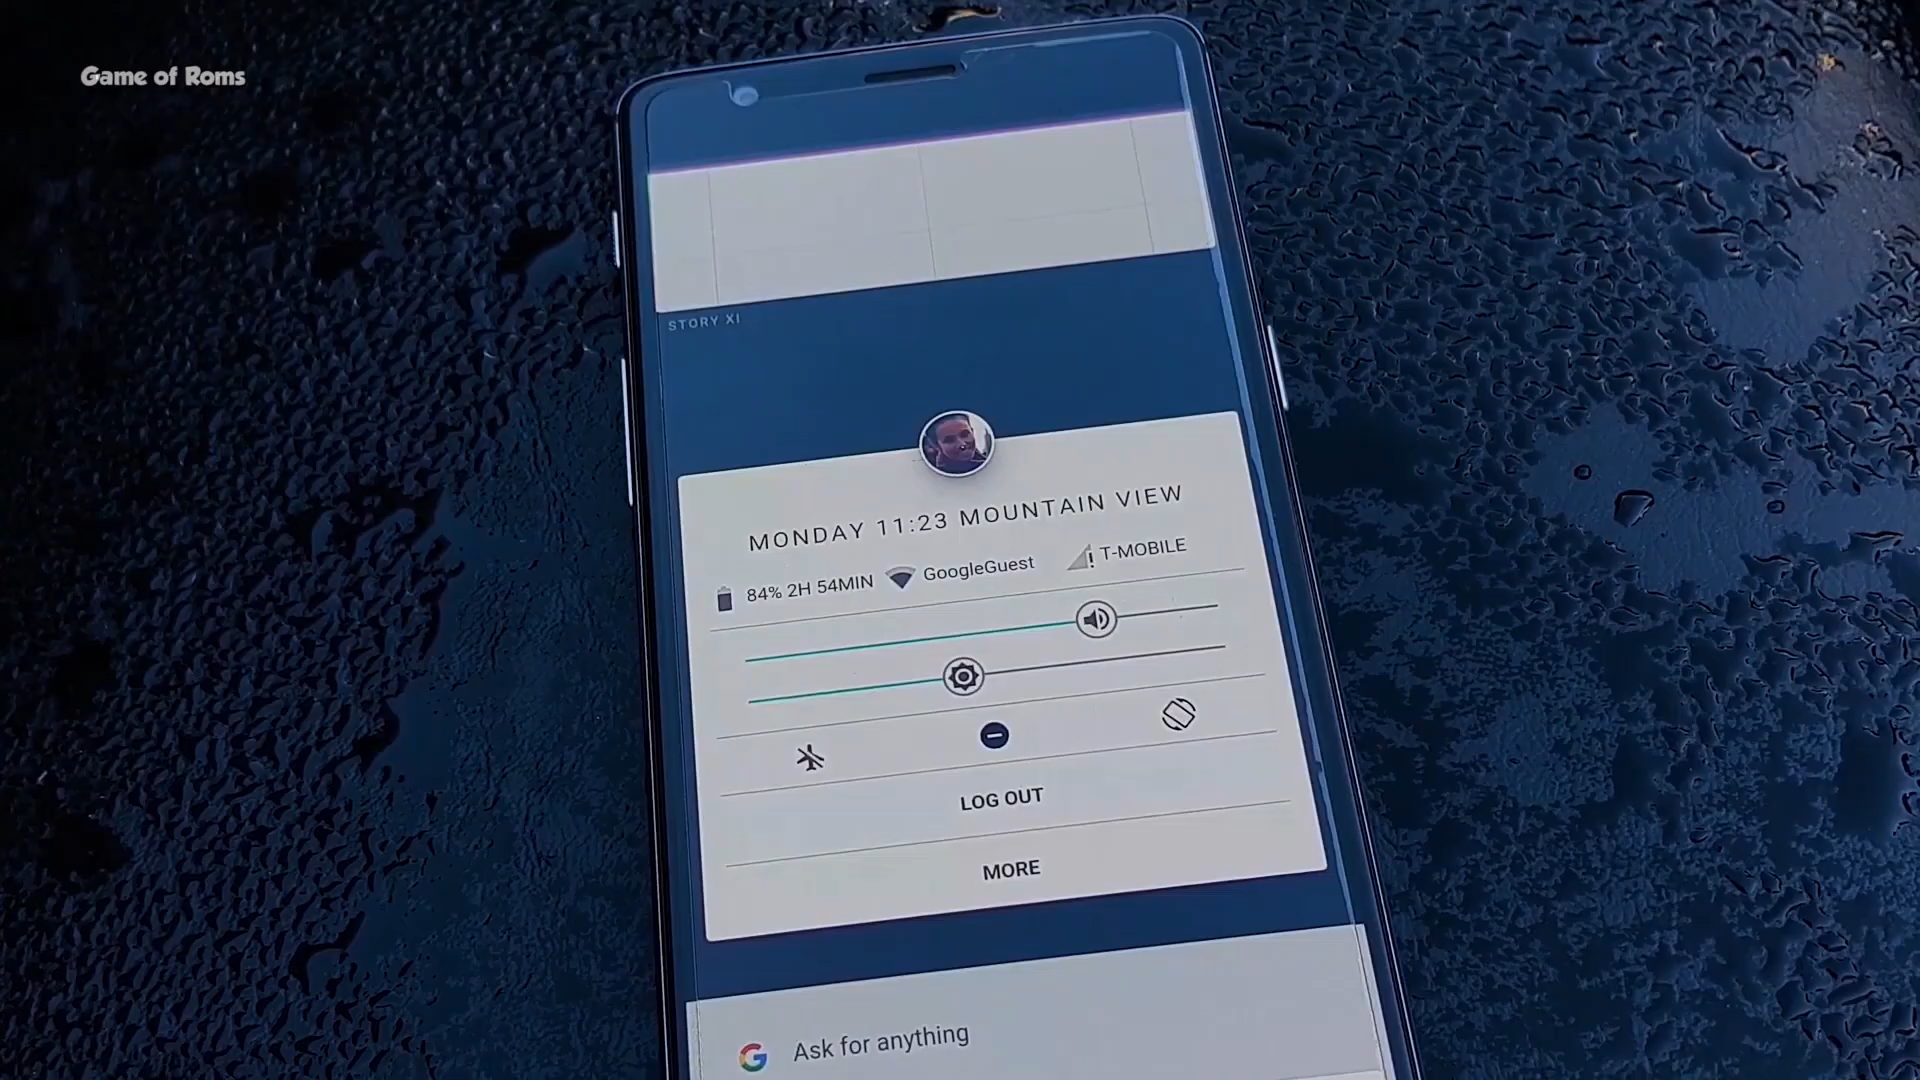 Game of Roms
STORY XI
MONDAY 11:23 MOUNTAIN VIEW
84% 2H 54MIN GoogleGuest T-MOBILE
LOG OUT
MORE
G Ask for anything